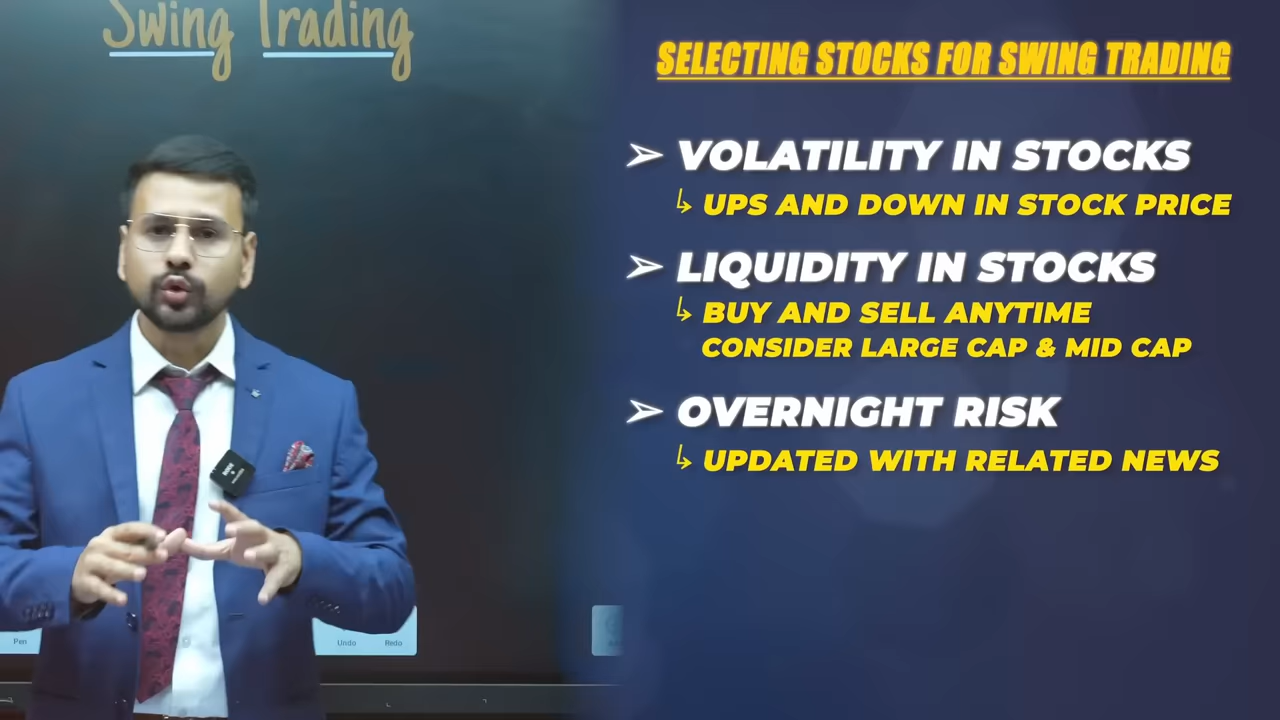 Swing Trading
SELECTING STOCKS FOR SWING TRADING
➢ VOLATILITY IN STOCKS
↳ UPS AND DOWN IN STOCK PRICE
➢ LIQUIDITY IN STOCKS
↳ BUY AND SELL ANYTIME
CONSIDER LARGE CAP & MID CAP
➢ OVERNIGHT RISK
↳ UPDATED WITH RELATED NEWS
Pen
Undo Redo